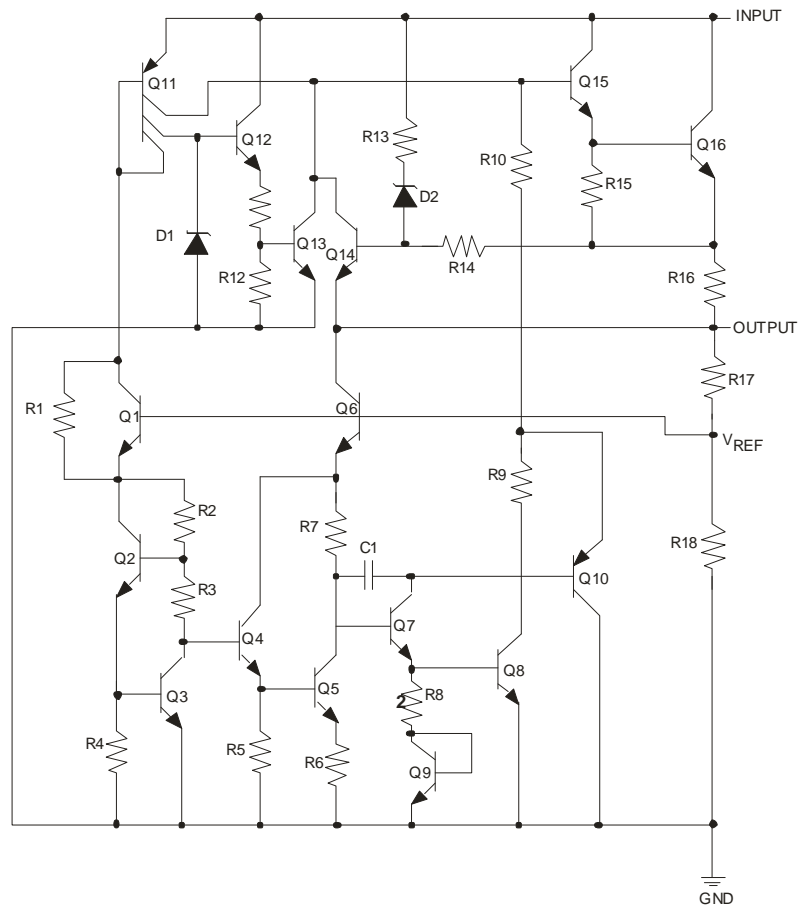 INPUT
Q11
Q15
Q12
R13
R10
Q16
D2
R15
D1
Q13
Q14
R14
R12
R16
OUTPUT
R17
R1
Q1
Q6
VREF
R9
R2
R7
R18
Q2
C1
Q10
R3
Q4
Q7
Q8
Q3
Q5
2
R8
R4
R5
R6
Q9
GND